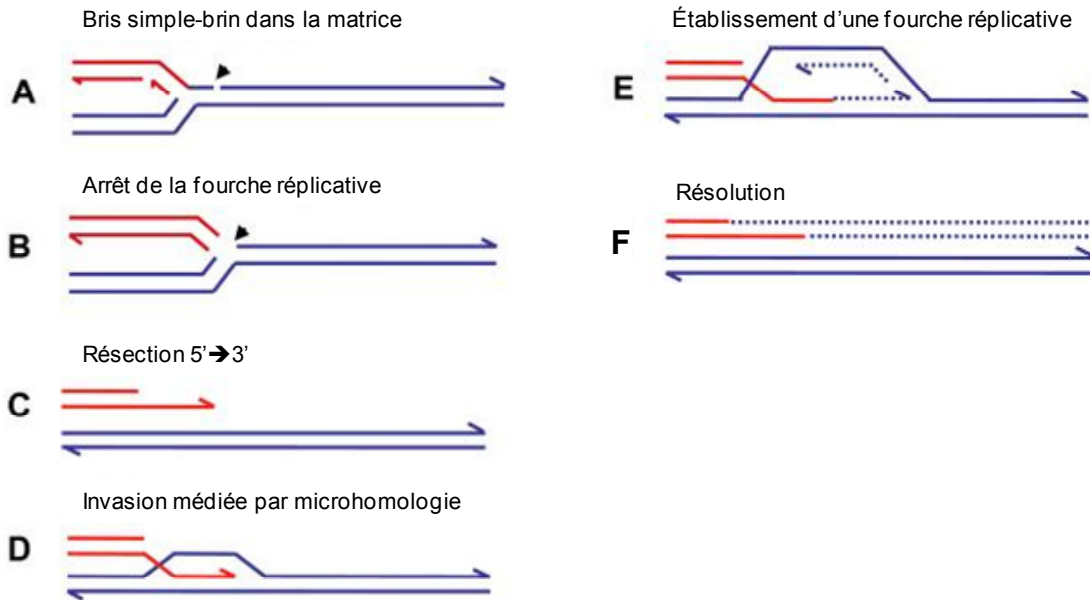 Bris simple-brin dans la matrice
A
Arrêt de la fourche réplicative
B
Résection 5'➔3'
C
Invasion médiée par microhomologie
D
Établissement d'une fourche réplicative
E
Résolution
F